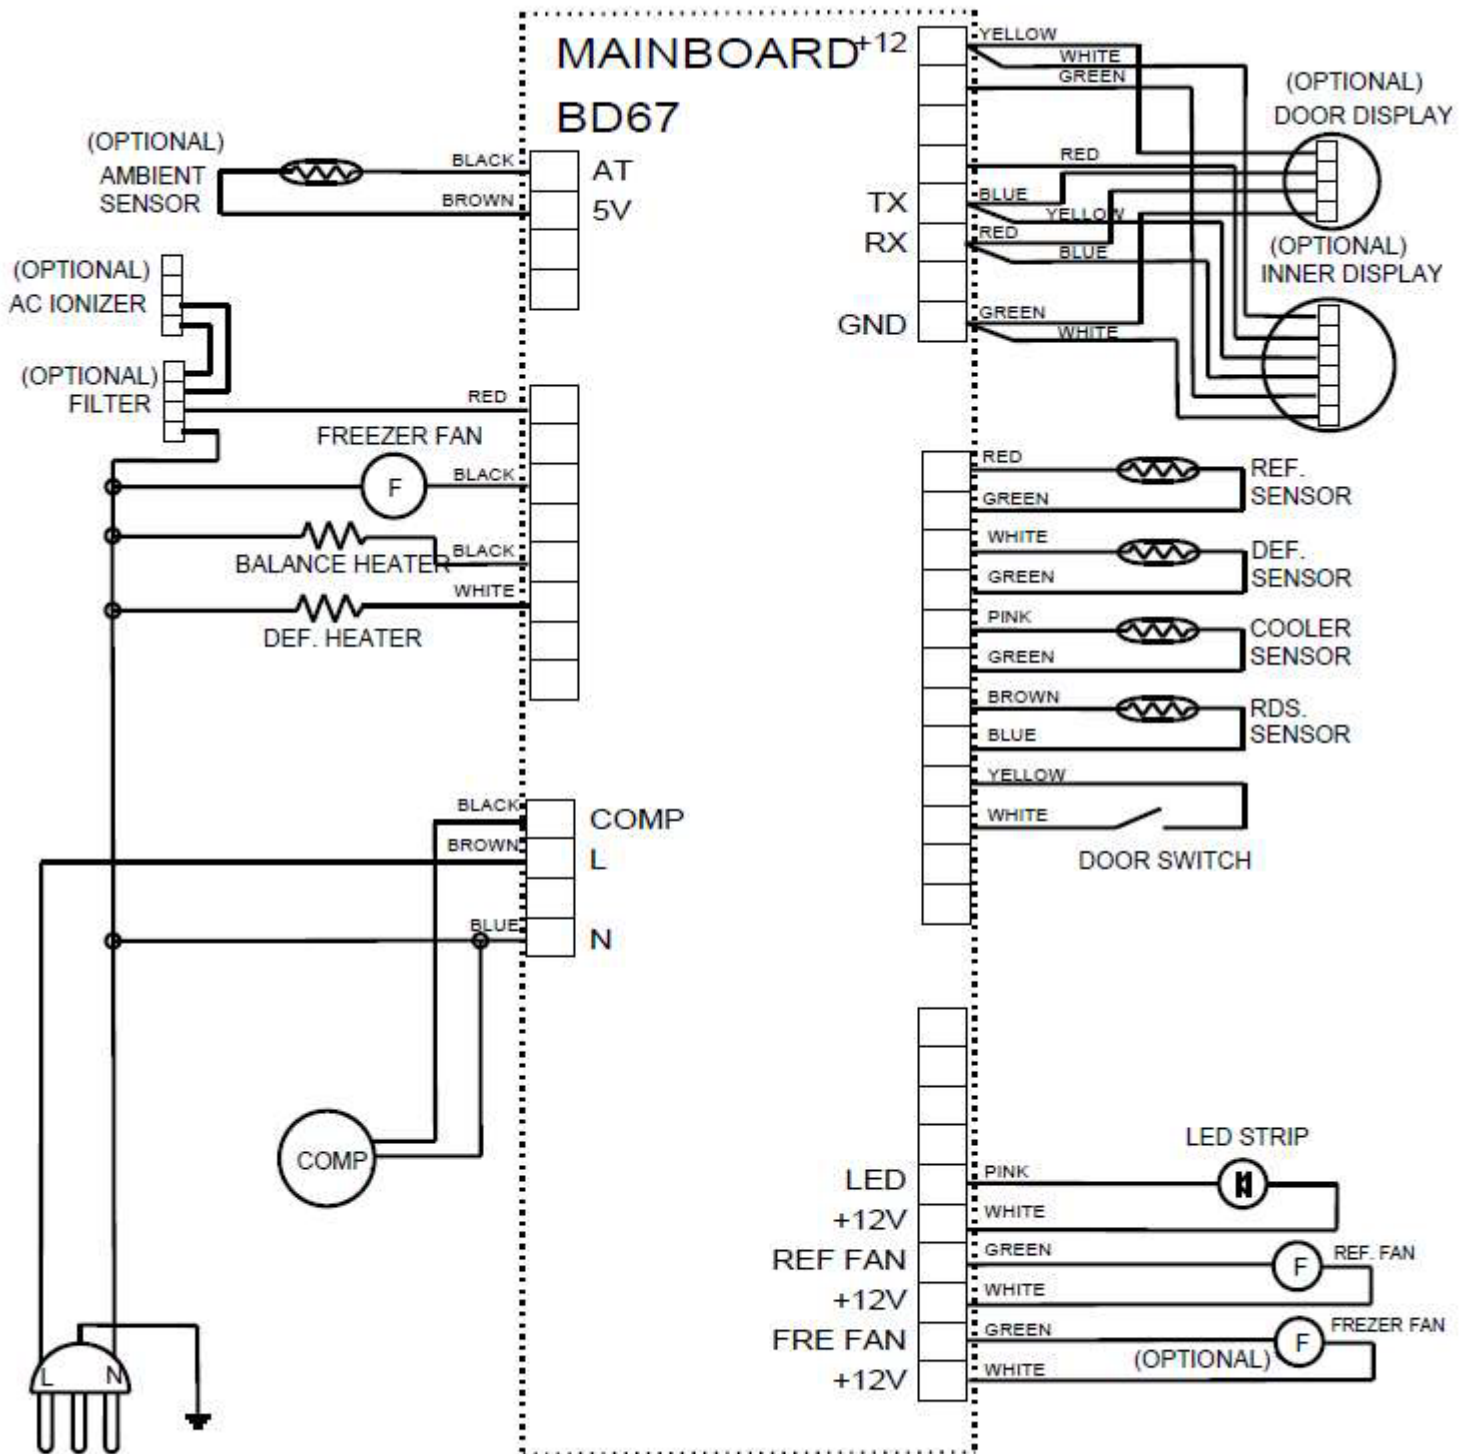 MAINBOARD
BD67
(OPTIONAL)
AMBIENT
SENSOR
BLACK
AT
BROWN
5V
(OPTIONAL)
AC IONIZER
(OPTIONAL)
FILTER
RED
FREEZER FAN
F
BLACK
BALANCE HEATER
BLACK
WHITE
DEF. HEATER
BLACK
COMP
BROWN
L
BLUE
N
COMP
L
N
+12
YELLOW
WHITE
GREEN
(OPTIONAL)
DOOR DISPLAY
RED
TX
BLUE
YELLOW
RX
RED
BLUE
(OPTIONAL)
INNER DISPLAY
GND
GREEN
WHITE
RED
GREEN
REF.
SENSOR
WHITE
GREEN
DEF.
SENSOR
PINK
GREEN
COOLER
SENSOR
BROWN
BLUE
RDS.
SENSOR
YELLOW
WHITE
DOOR SWITCH
LED STRIP
LED
PINK
+12V
WHITE
REF FAN
GREEN
F
REF. FAN
+12V
WHITE
FRE FAN
GREEN
(OPTIONAL)
F
FREZER FAN
+12V
WHITE